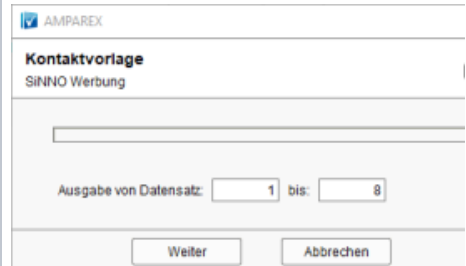 AMPAREX
Kontaktvorlage
SiNNO Werbung
Ausgabe von Datensatz: 1 bis: 8
Weiter Abbrechen